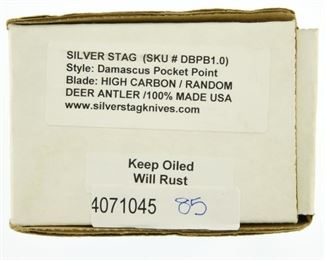 SILVER STAG (SKU # DBPB1.0)
Style: Damascus Pocket Point
Blade: HIGH CARBON / RANDOM
DEER ANTLER /100% MADE USA
www.silverstagknives.com
Keep Oiled
Will Rust
4071045 85